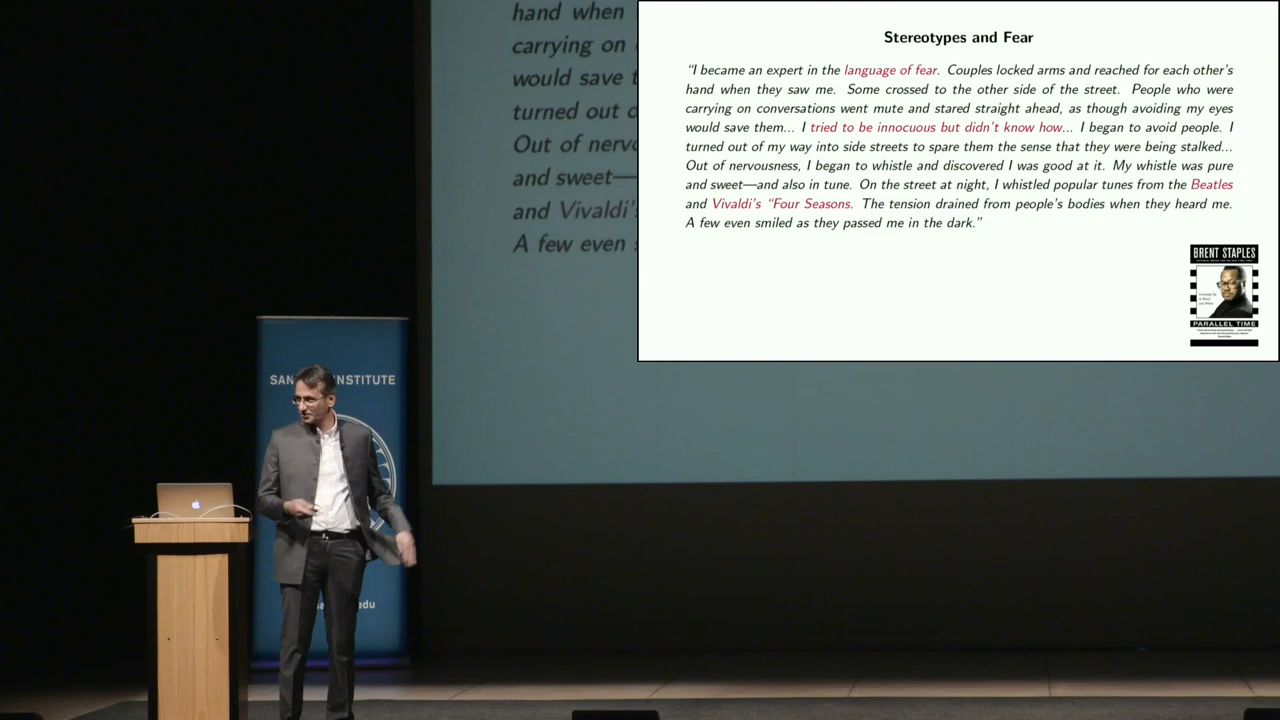 Stereotypes and Fear
“I became an expert in the language of fear. Couples locked arms and reached for each other's
hand when they saw me. Some crossed to the other side of the street. People who were
carrying on conversations went mute and stared straight ahead, as though avoiding my eyes
would save them... I tried to be innocuous but didn't know how... I began to avoid people. I
turned out of my way into side streets to spare them the sense that they were being stalked...
Out of nervousness, I began to whistle and discovered I was good at it. My whistle was pure
and sweet—and also in tune. On the street at night, I whistled popular tunes from the Beatles
and Vivaldi's “Four Seasons. The tension drained from people's bodies when they heard me.
A few even smiled as they passed me in the dark.”
BRENT STAPLES
PARALLEL TIME
hand when
carrying on
would save
turned out
Out of
and sweet—
and Vivaldi's
A few even
INSTITUTE